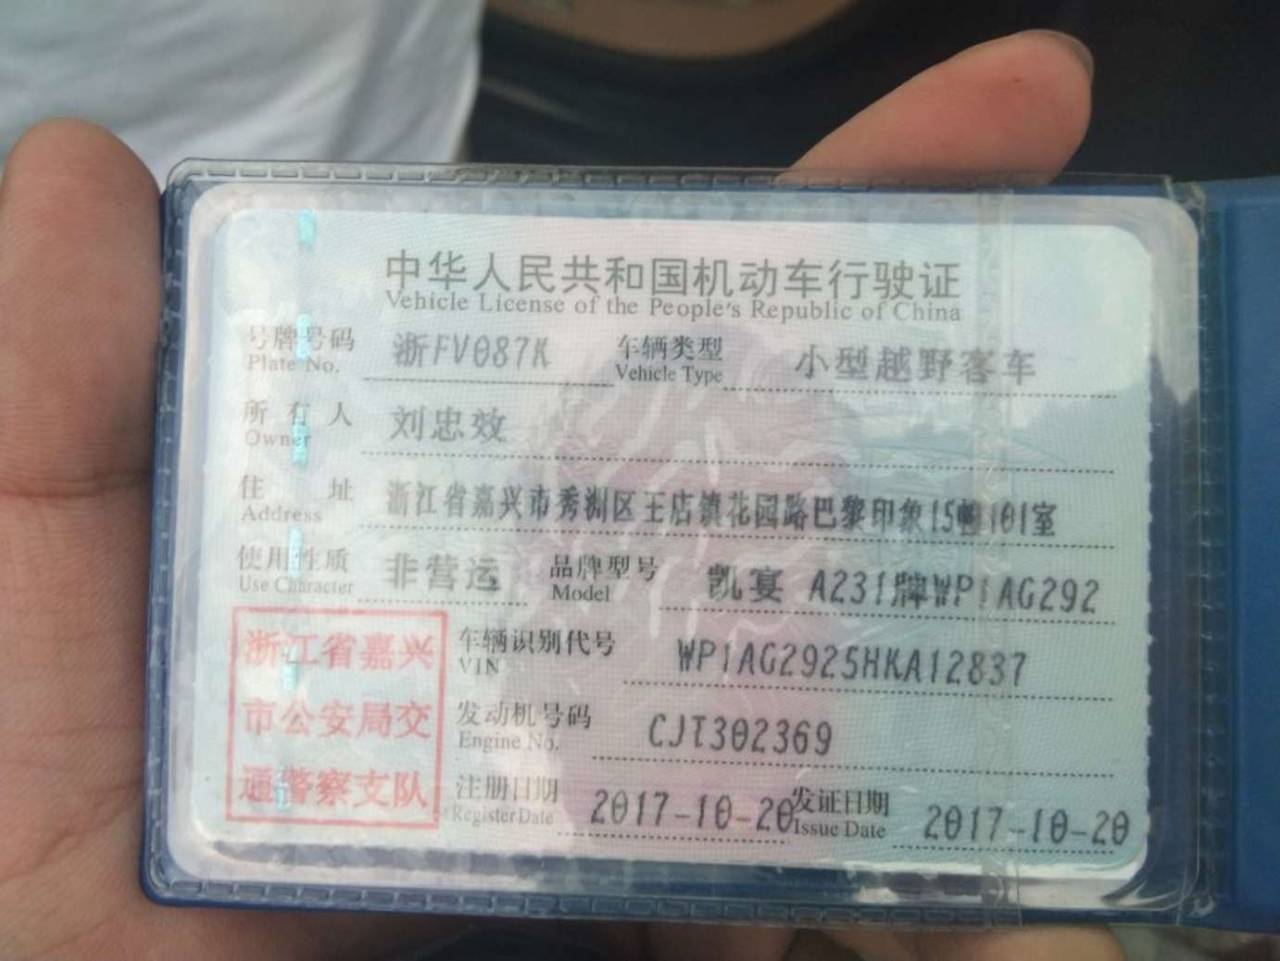 中华人民共和国机动车行驶证
Vehicle License of the People's Republic of China
号牌号码 浙FV087K 车辆类型 小型越野客车
Plate No. Vehicle Type
所有人 刘忠效
Owner
住址 浙江省嘉兴市秀洲区王店镇花园路巴黎印象15幢101室
Address
使用性质 非营运 品牌型号 凯宴 A231牌WP1AG292
Use Character Model
浙江省嘉兴
市公安局交
通警察支队
车辆识别代号 WP1AG2925HKA12837
VIN
发动机号码 CJT302369
Engine No.
注册日期 2017-10-20 发证日期 2017-10-20
Register Date Issue Date